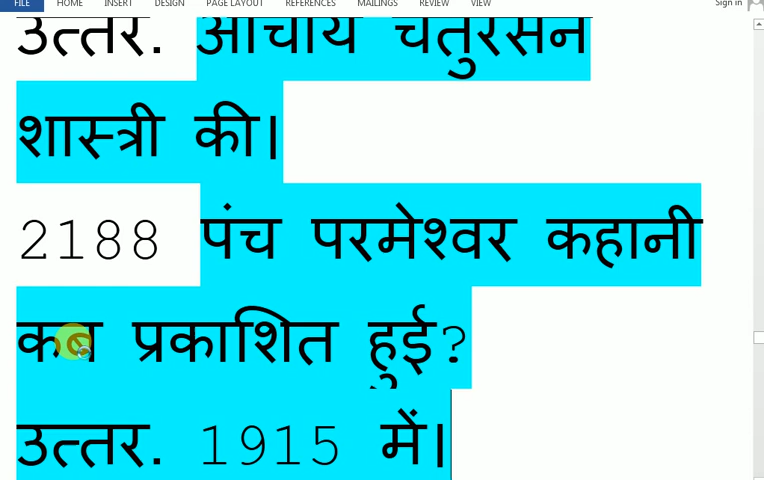 FILE HOME INSERT DESIGN PAGE LAYOUT REFERENCES MAILINGS REVIEW VIEW Sign in
उत्तर. आचार्य चतुरसेन
शास्त्री की।
2188 पंच परमेश्वर कहानी
कब प्रकाशित हुई?
उत्तर. 1915 में।